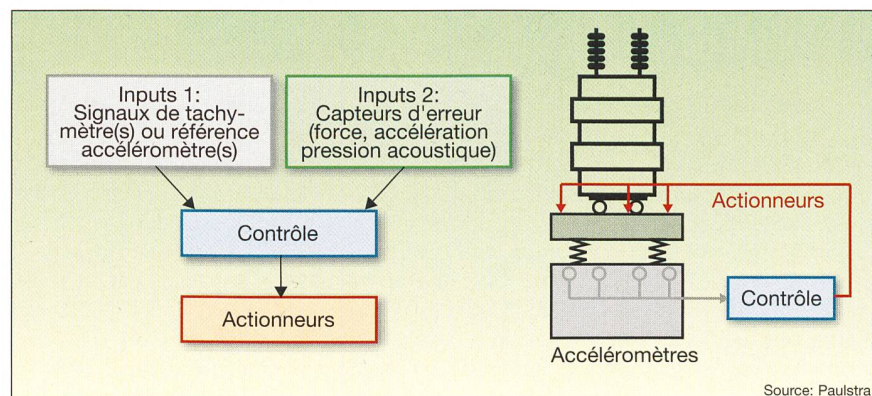 Inputs 1:
Signaux de tachy-
mètre(s) ou référence
accéléromètre(s)
Inputs 2:
Capteurs d'erreur
(force, accélération
pression acoustique)
Contrôle
Actionneurs
Actionneurs
Contrôle
Accéléromètres
Source: Paulstra